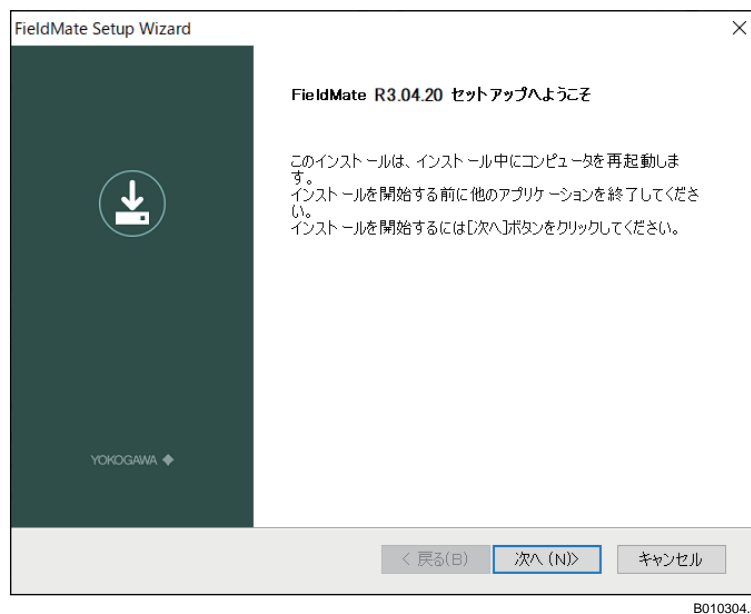 FieldMate Setup Wizard
FieldMate R3.04.20 セットアップへようこそ
このインストールは、インストール中にコンピュータを再起動しま
す。
インストールを開始する前に他のアプリケーションを終了してくださ
い。
インストールを開始するには[次へ]ボタンをクリックしてください。
YOKOGAWA
< 戻る(B) 次へ (N)> キャンセル
B010304.